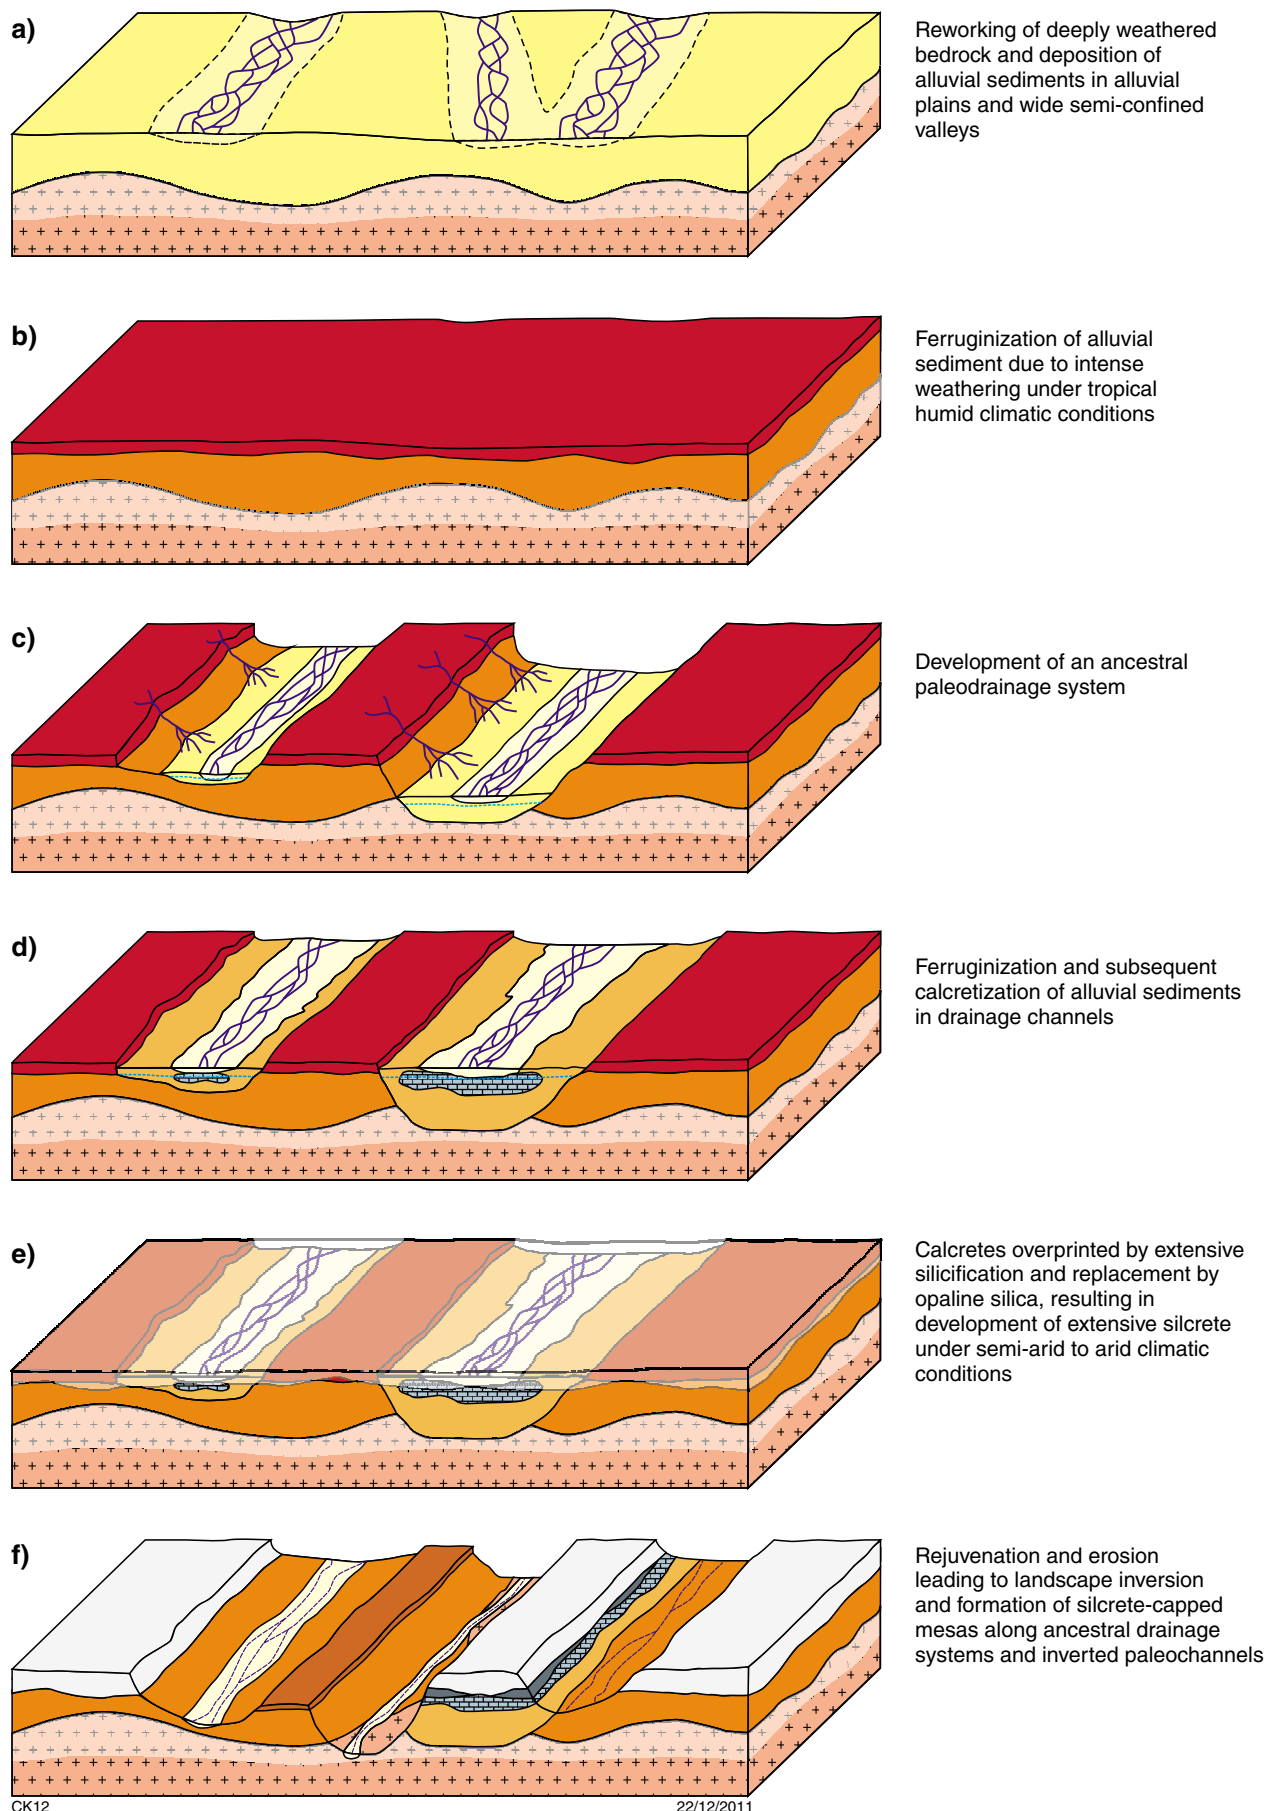 a)
Reworking of deeply weathered
bedrock and deposition of
alluvial sediments in alluvial
plains and wide semi-confined
valleys
b)
Ferruginization of alluvial
sediment due to intense
weathering under tropical
humid climatic conditions
c)
Development of an ancestral
paleodrainage system
d)
Ferruginization and subsequent
calcretization of alluvial sediments
in drainage channels
e)
Calcretes overprinted by extensive
silicification and replacement by
opaline silica, resulting in
development of extensive silcrete
under semi-arid to arid climatic
conditions
f)
Rejuvenation and erosion
leading to landscape inversion
and formation of silcrete-capped
mesas along ancestral drainage
systems and inverted paleochannels
CK12
22/12/2011